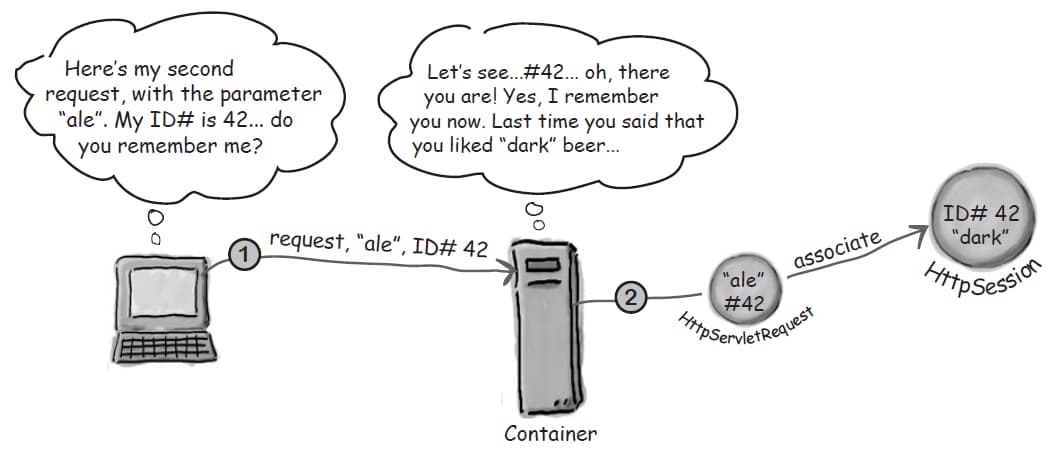 Here's my second
request, with the parameter
“ale”. My ID# is 42... do
you remember me?
Let's see...#42... oh, there
you are! Yes, I remember
you now. Last time you said that
you liked “dark” beer...
1
request, “ale”, ID# 42
2
“ale”
#42
HttpServletRequest
associate
ID# 42
“dark”
HttpSession
Container